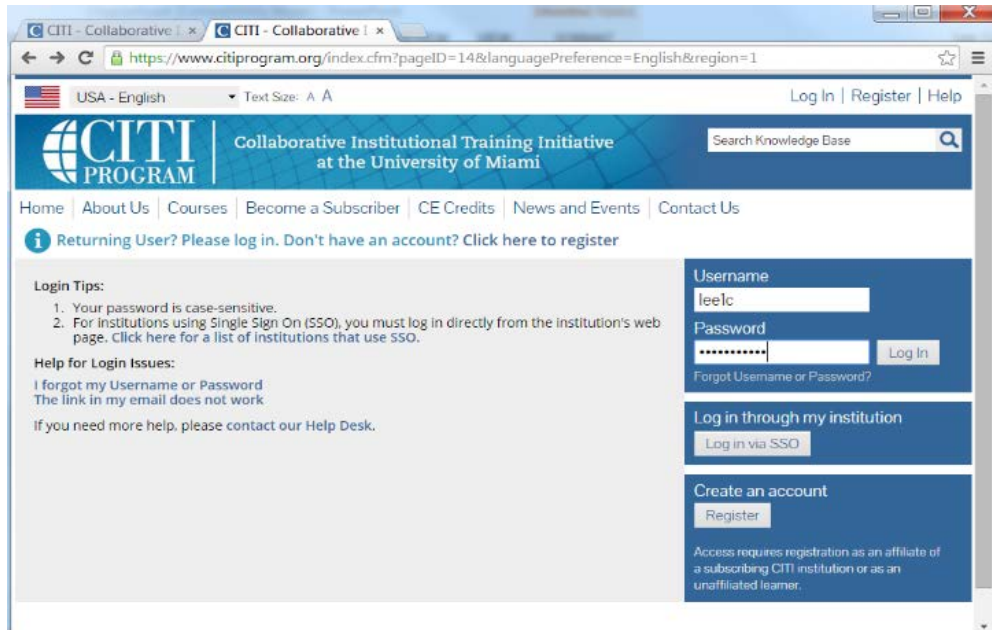 CITI - Collaborative I ×
CITI - Collaborative I ×
https://www.citiprogram.org/index.cfm?pageID=14&languagePreference=English&region=1
USA - English
Text Size: A A
Log In | Register | Help
CITI
PROGRAM
Collaborative Institutional Training Initiative
at the University of Miami
Search Knowledge Base
Home | About Us | Courses | Become a Subscriber | CE Credits | News and Events | Contact Us
Returning User? Please log in. Don't have an account? Click here to register
Login Tips:
1. Your password is case-sensitive.
2. For institutions using Single Sign On (SSO), you must log in directly from the institution's web
page. Click here for a list of institutions that use SSO.
Help for Login Issues:
I forgot my Username or Password
The link in my email does not work
If you need more help, please contact our Help Desk.
Username
lee1c
Password
•••••••••••
Log In
Forgot Username or Password?
Log in through my institution
Log in via SSO
Create an account
Register
Access requires registration as an affiliate of
a subscribing CITI institution or as an
unaffiliated learner.